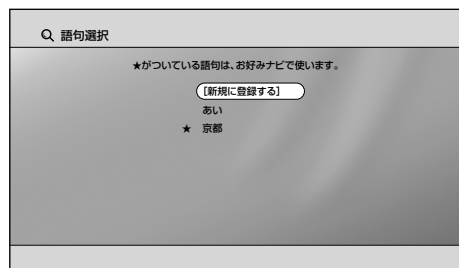 語句選択
★がついている語句は、お好みナビで使います。
[新規に登録する]
あい
★ 京都